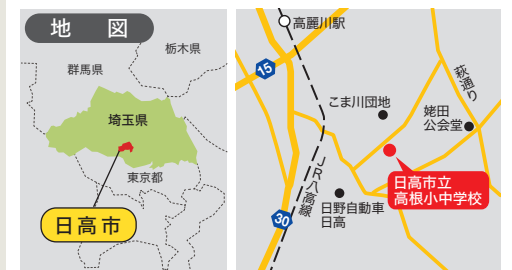 地 図
栃木県
群馬県
埼玉県
東京都
日高市
高麗川駅
15
萩通り
こま川団地
姥田
公会堂
日高市立
高根小中学校
JR八高線
日野自動車
日高
30